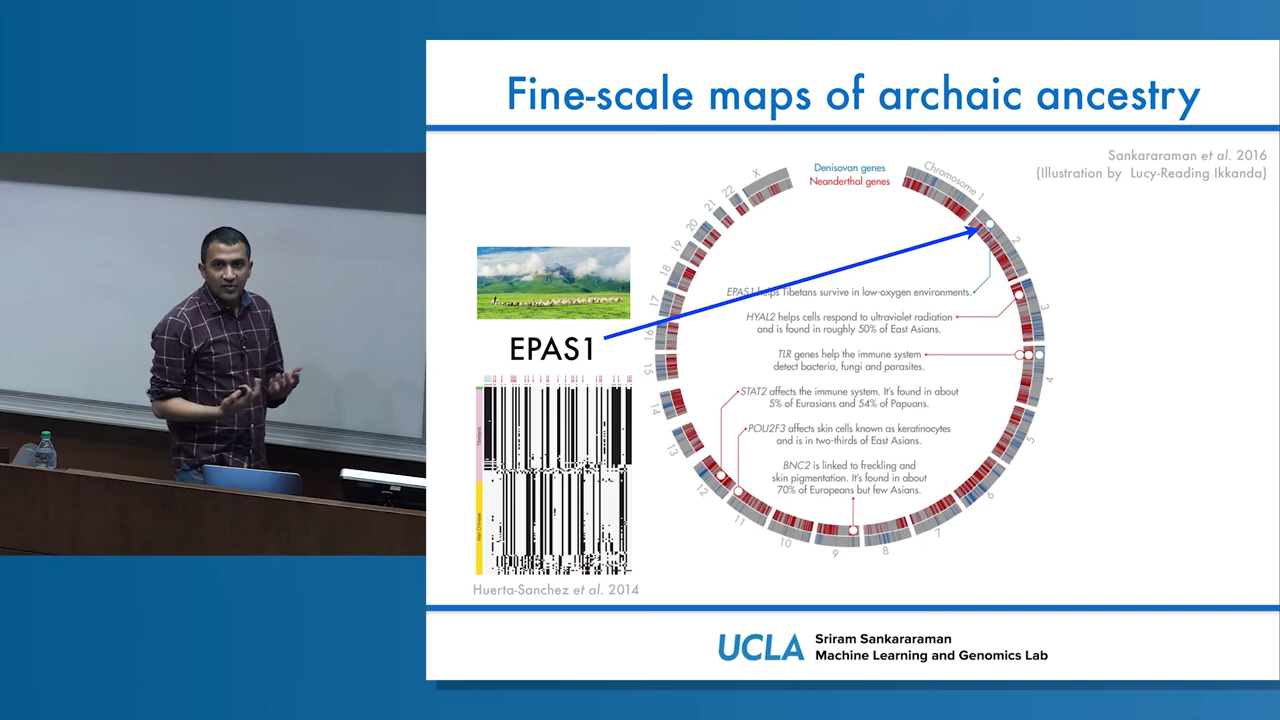 Fine-scale maps of archaic ancestry
Sankararaman et al. 2016
(Illustration by Lucy-Reading Ikkanda)
Denisovan genes
Neanderthal genes
Chromosome 1
2
3
4
5
6
7
8
9
10
11
12
13
14
15
16
17
18
19
20
21
22
X
EPAS1 helps Tibetans survive in low-oxygen environments.
HYAL2 helps cells respond to ultraviolet radiation
and is found in roughly 50% of East Asians.
TLR genes help the immune system
detect bacteria, fungi and parasites.
STAT2 affects the immune system. It's found in about
5% of Eurasians and 54% of Papuans.
POU2F3 affects skin cells known as keratinocytes
and is in two-thirds of East Asians.
BNC2 is linked to freckling and
skin pigmentation. It's found in about
70% of Europeans but few Asians.
EPAS1
Tibetans
Han Chinese
Huerta-Sanchez et al. 2014
UCLA
Sriram Sankararaman
Machine Learning and Genomics Lab